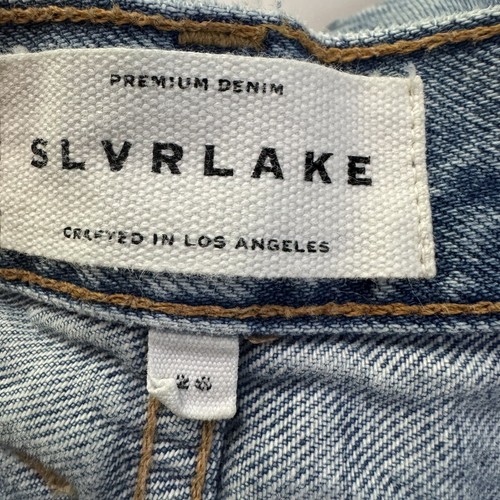 PREMIUM DENIM
SLVRLAKE
CRAFTED IN LOS ANGELES